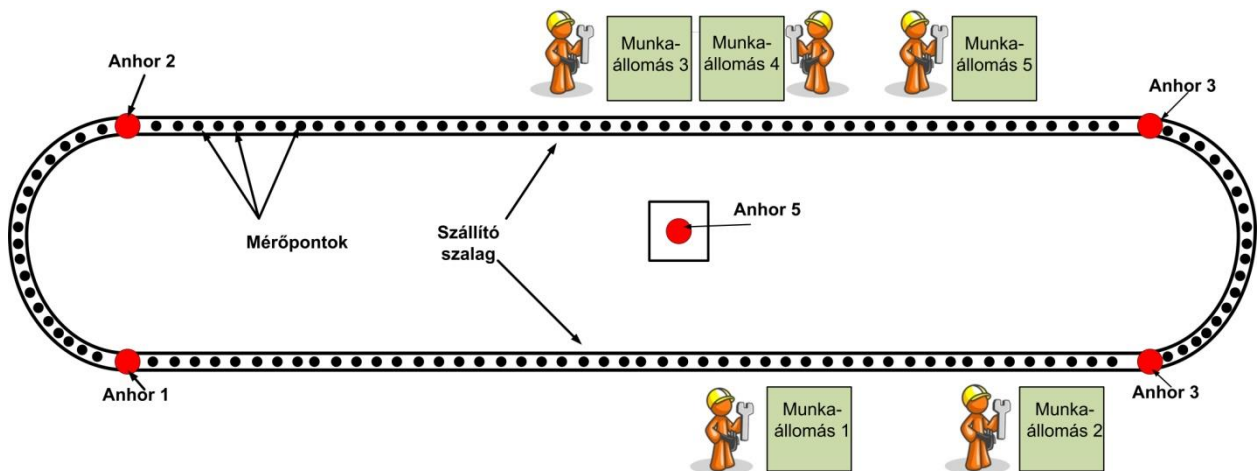 Munka-
állomás 3
Munka-
állomás 4
Munka-
állomás 5
Anhor 2
Anhor 3
Anhor 5
Mérőpontok
Szállító
szalag
Anhor 1
Anhor 3
Munka-
állomás 1
Munka-
állomás 2